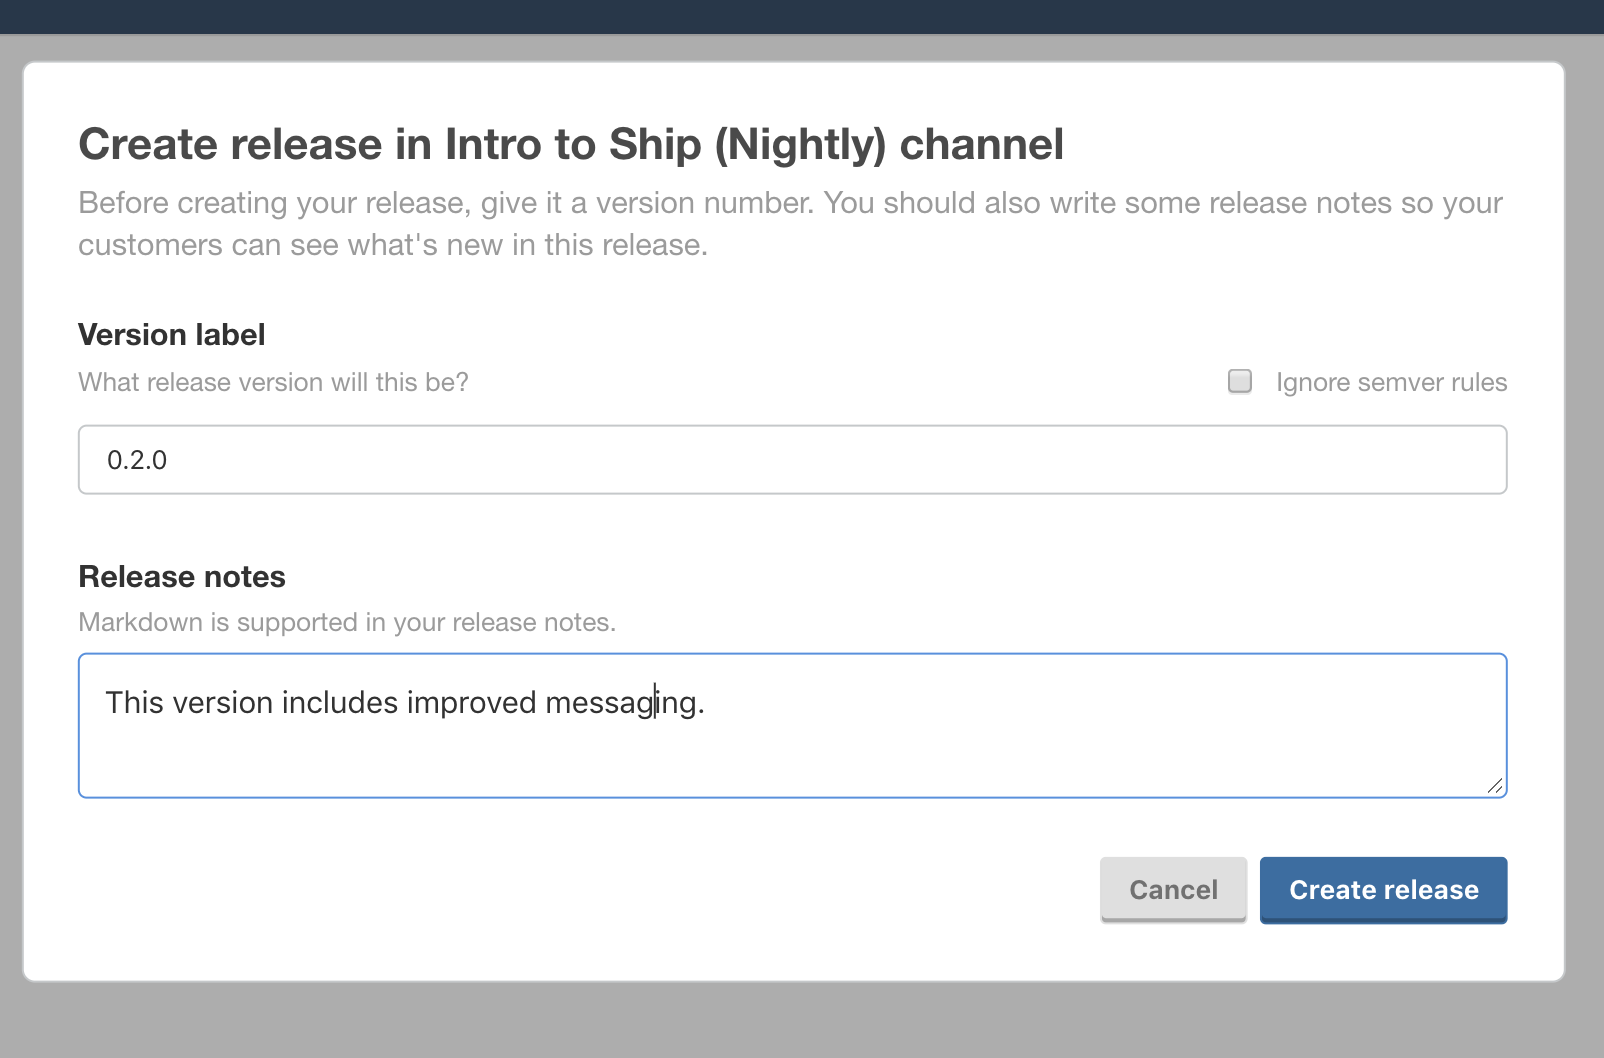 Create release in Intro to Ship (Nightly) channel
Before creating your release, give it a version number. You should also write some release notes so your
customers can see what's new in this release.
Version label
What release version will this be?
Ignore semver rules
0.2.0
Release notes
Markdown is supported in your release notes.
This version includes improved messaging.
Cancel
Create release